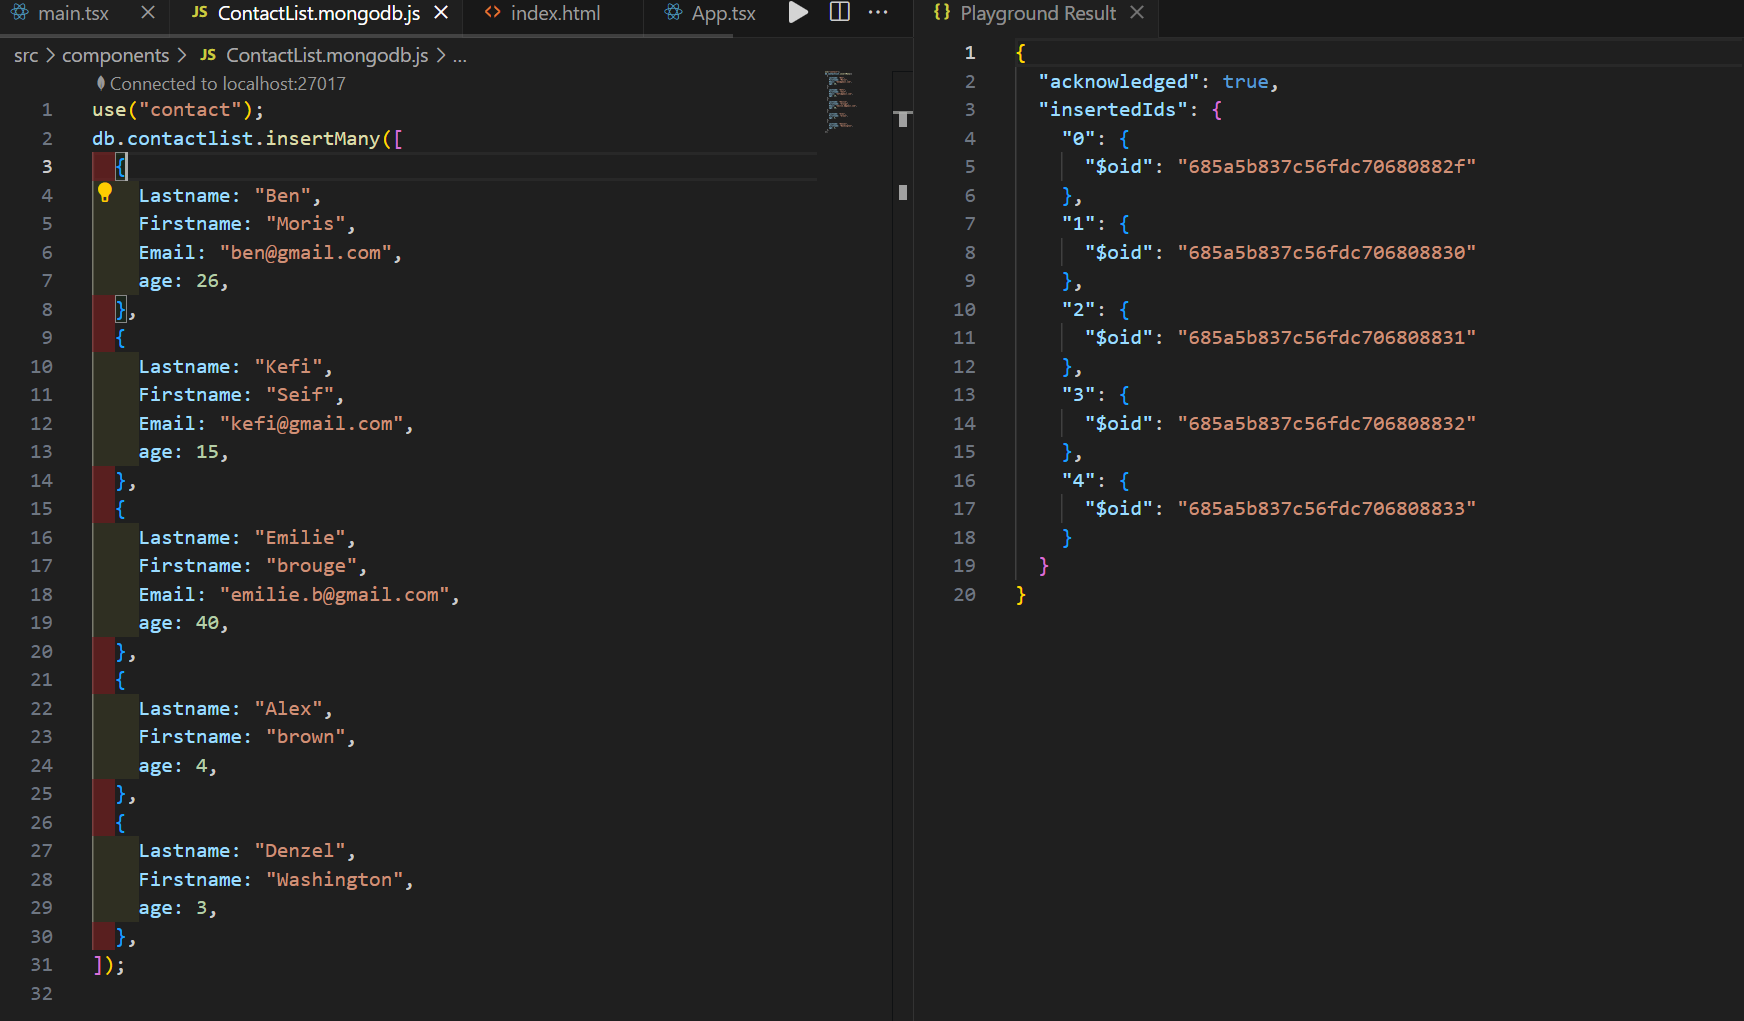 main.tsx
JS ContactList.mongodb.js
index.html
App.tsx
Playground Result
src > components > JS ContactList.mongodb.js > ...
Connected to localhost:27017
1 use("contact");
2 db.contactlist.insertMany([
3 {
4 Lastname: "Ben",
5 Firstname: "Moris",
6 Email: "ben@gmail.com",
7 age: 26,
8 },
9 {
10 Lastname: "Kefi",
11 Firstname: "Seif",
12 Email: "kefi@gmail.com",
13 age: 15,
14 },
15 {
16 Lastname: "Emilie",
17 Firstname: "brouge",
18 Email: "emilie.b@gmail.com",
19 age: 40,
20 },
21 {
22 Lastname: "Alex",
23 Firstname: "brown",
24 age: 4,
25 },
26 {
27 Lastname: "Denzel",
28 Firstname: "Washington",
29 age: 3,
30 },
31 ]);
32
1 {
2 "acknowledged": true,
3 "insertedIds": {
4 "0": {
5 "$oid": "685a5b837c56fdc70680882f"
6 },
7 "1": {
8 "$oid": "685a5b837c56fdc706808830"
9 },
10 "2": {
11 "$oid": "685a5b837c56fdc706808831"
12 },
13 "3": {
14 "$oid": "685a5b837c56fdc706808832"
15 },
16 "4": {
17 "$oid": "685a5b837c56fdc706808833"
18 }
19 }
20 }